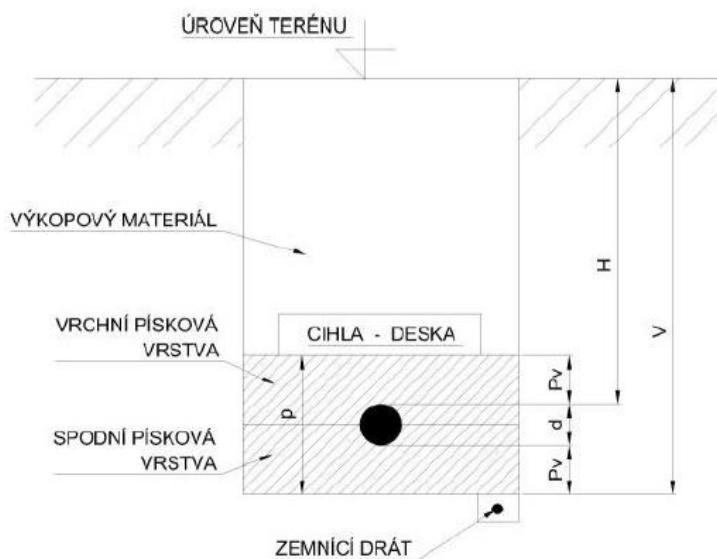 ÚROVEŇ TERÉNU
VÝKOPOVÝ MATERIÁL
H
V
VRCHNÍ PÍSKOVÁ
VRSTVA
CIHLA - DESKA
Pv
p
d
SPODNÍ PÍSKOVÁ
VRSTVA
Pv
ZEMNÍCÍ DRÁT